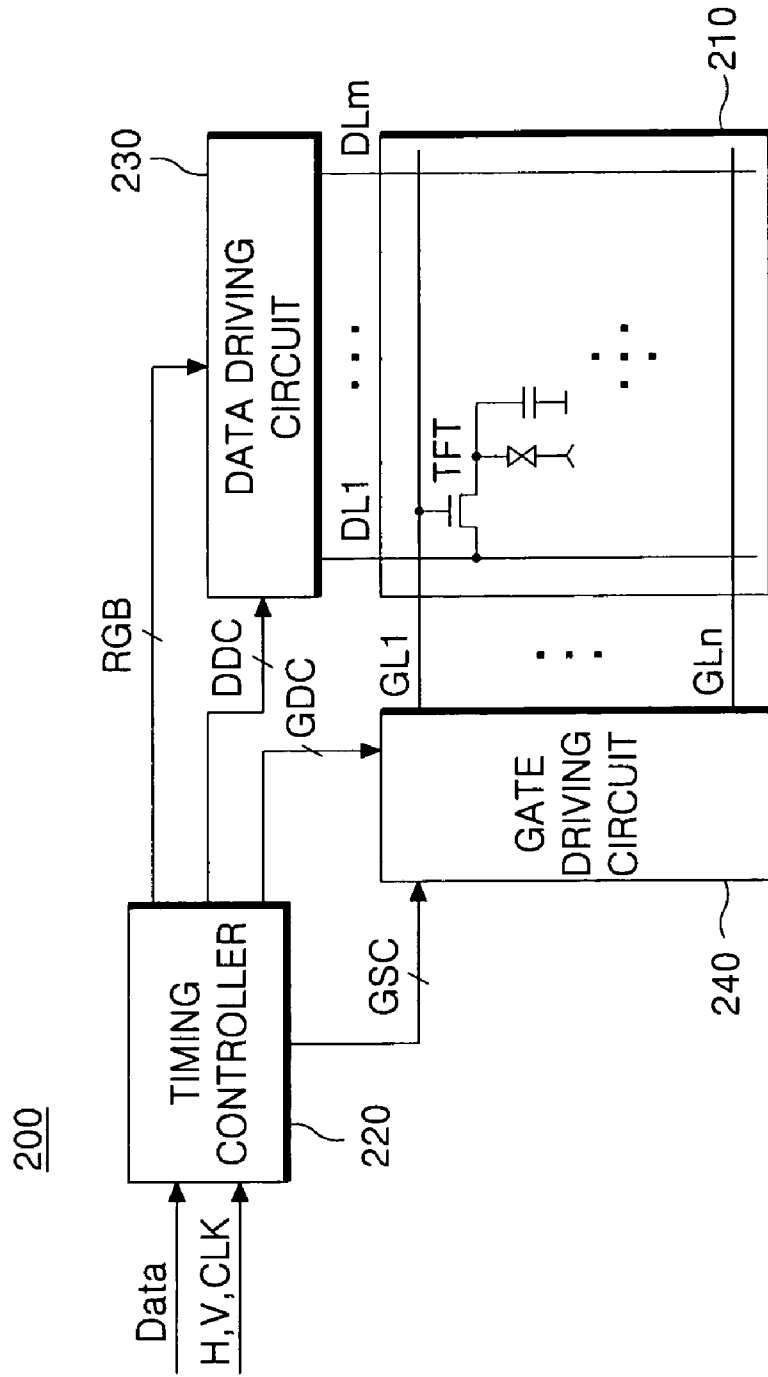 200
Data
H,V,CLK
TIMING
CONTROLLER
220
RGB
DDC
GDC
GSC
230
DATA DRIVING
CIRCUIT
DL1
DLm
GATE
DRIVING
CIRCUIT
240
GL1
GLn
TFT
210